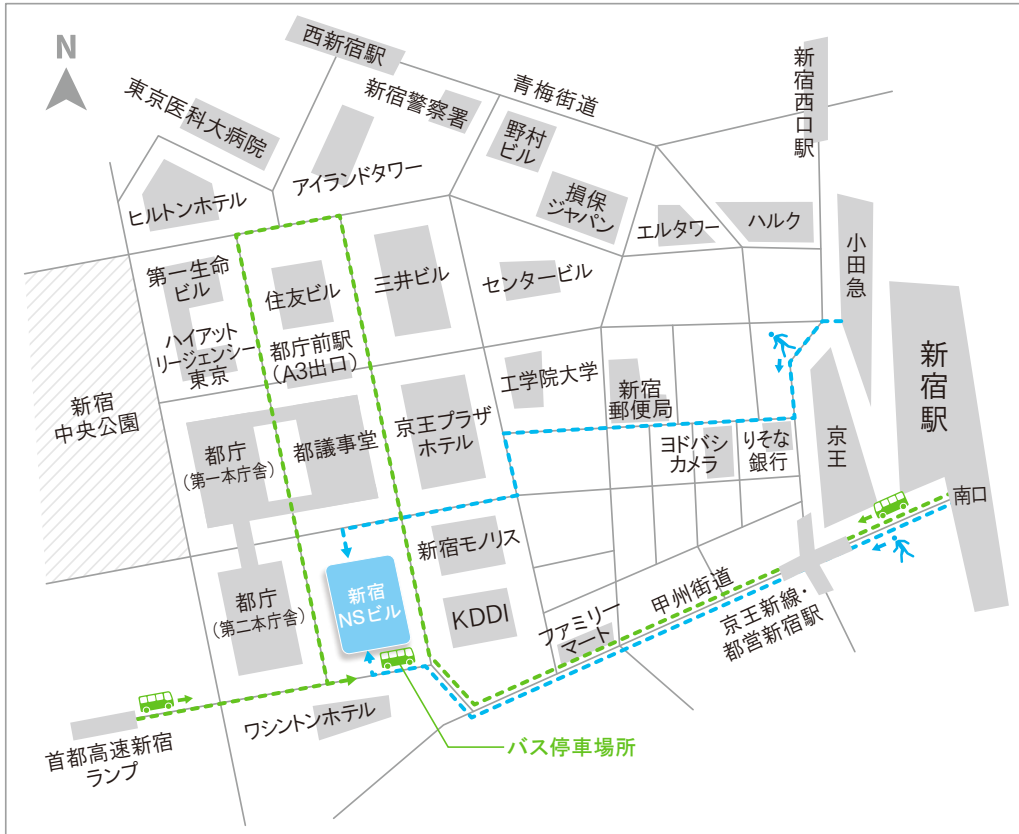 N
西新宿駅
新宿警察署
青梅街道
新宿西口駅
東京医科大病院
野村
ビル
アイランドタワー
損保
ジャパン
ヒルトンホテル
エルタワー
ハルク
小田急
第一生命
ビル
住友ビル
三井ビル
センタービル
ハイアット
リージェンシー
東京
都庁前駅
(A3出口)
新宿
中央公園
工学院大学
新宿
郵便局
新宿駅
都庁
(第一本庁舎)
都議事堂
京王プラザ
ホテル
ヨドバシ
カメラ
りそな
銀行
京王
南口
新宿モノリス
都庁
(第二本庁舎)
新宿
NSビル
KDDI
ファミリー
マート
甲州街道
京王新線・
都営新宿駅
ワシントンホテル
首都高速新宿
ランプ
バス停車場所